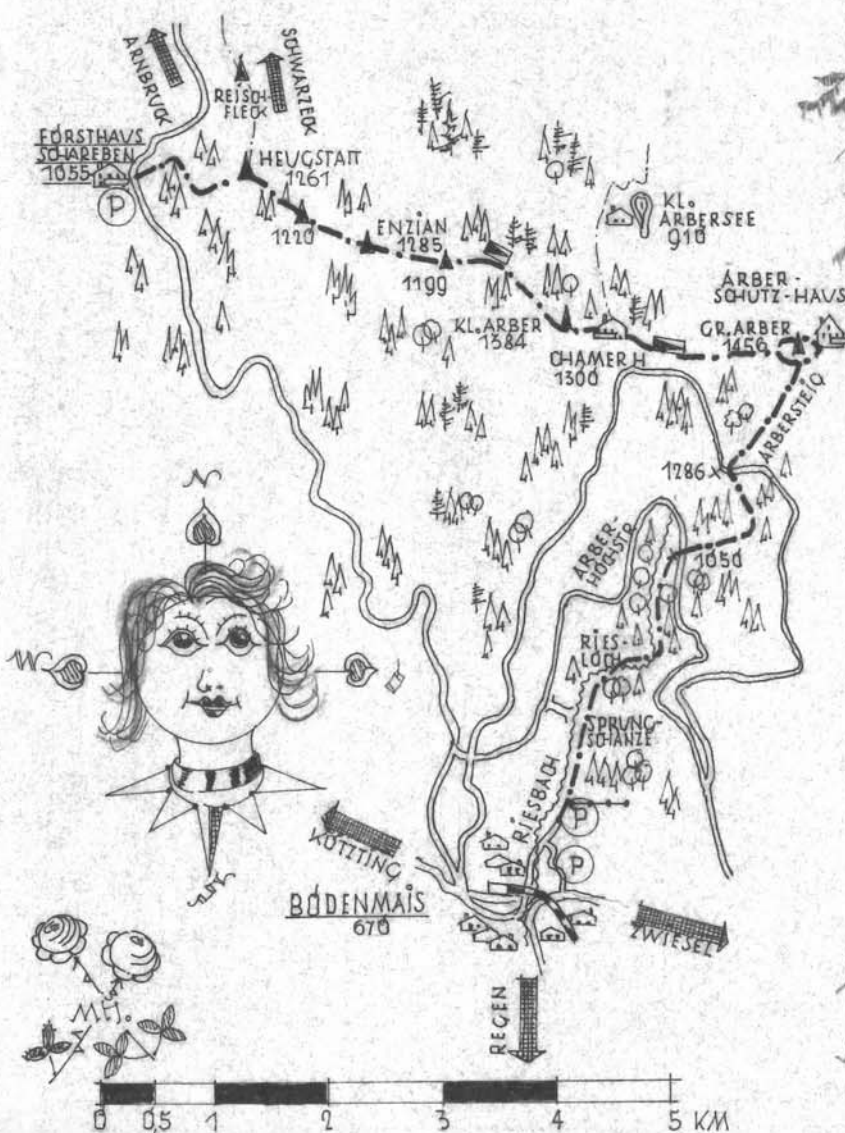 ARNBRUCK
SCHWARZECK
REISCH-
FLECK
FORSTHAUS
SCHAREBEN
1055
P
HEUGSTATT
1261
1220
ENZIAN
1285
1199
KL.
ARBERSEE
910
ARBER-
SCHUTZ-HAUS
KL. ARBER
1384
GR. ARBER
1456
CHAMER H
1300
ARBERSTEIG
1286
N
ARBER-
HOCHSTR.
1050
W
RIES-
LOCH
SPRUNG-
SCHANZE
RIESBACH
P
KÖTZTING
P
BODENMAIS
670
ZWIESEL
REGEN
M.H.
0 0,5 1 2 3 4 5 KM